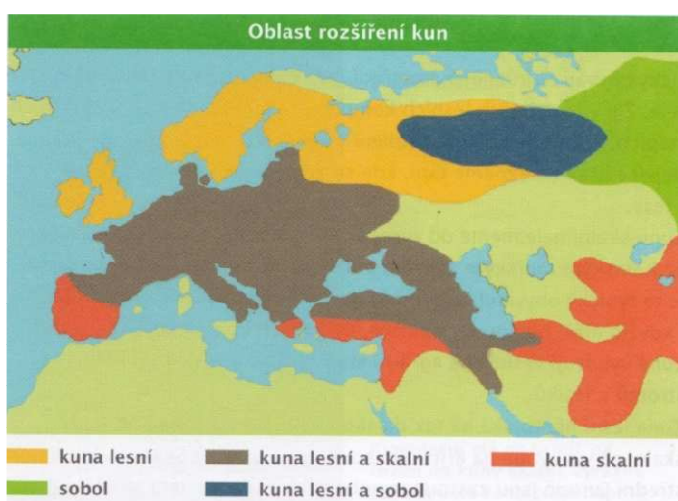 Oblast rozšíření kun
kuna lesní
kuna lesní a skalní
kuna skalní
sobol
kuna lesní a sobol